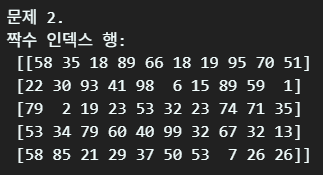 문제 2.
짝수 인덱스 행:
[[58 35 18 89 66 18 19 95 70 51]
[22 30 93 41 98  6 15 89 59  1]
[79  2 19 23 53 32 23 74 71 35]
[53 34 79 60 40 99 32 67 32 13]
[58 85 21 29 37 50 53  7 26 26]]